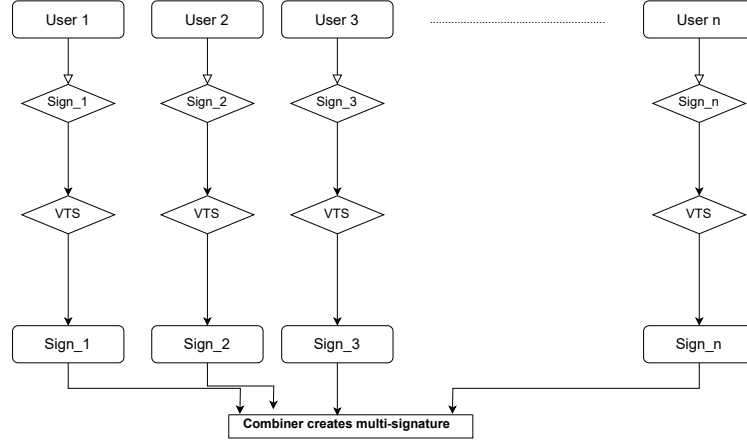 User 1
User 2
User 3
User n
Sign_1
Sign_2
Sign_3
Sign_n
VTS
VTS
VTS
VTS
Sign_1
Sign_2
Sign_3
Sign_n
Combiner creates multi-signature